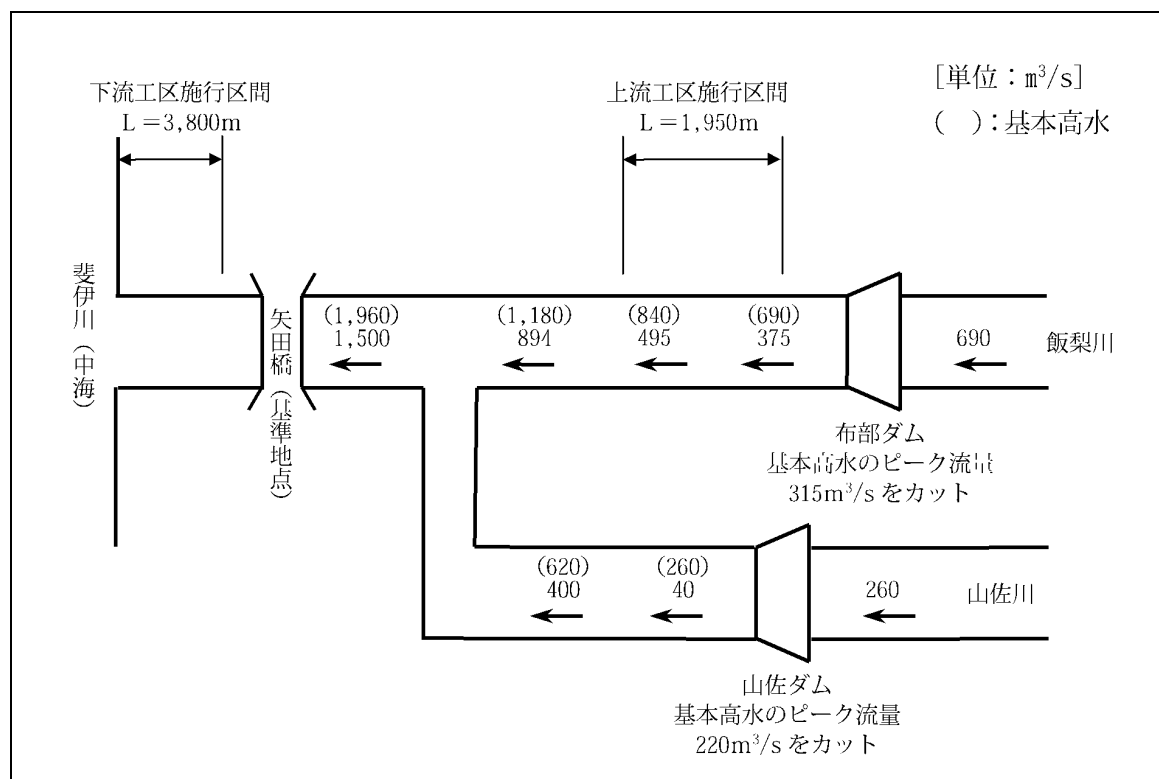 下流工区施行区間
L＝3,800m
上流工区施行区間
L＝1,950m
[単位：m³/s]
(　)：基本高水
斐伊川（中海）
矢田橋（基準地点）
(1,960)
1,500
(1,180)
894
(840)
495
(690)
375
690
飯梨川
布部ダム
基本高水のピーク流量
315m³/sをカット
(620)
400
(260)
40
260
山佐川
山佐ダム
基本高水のピーク流量
220m³/sをカット